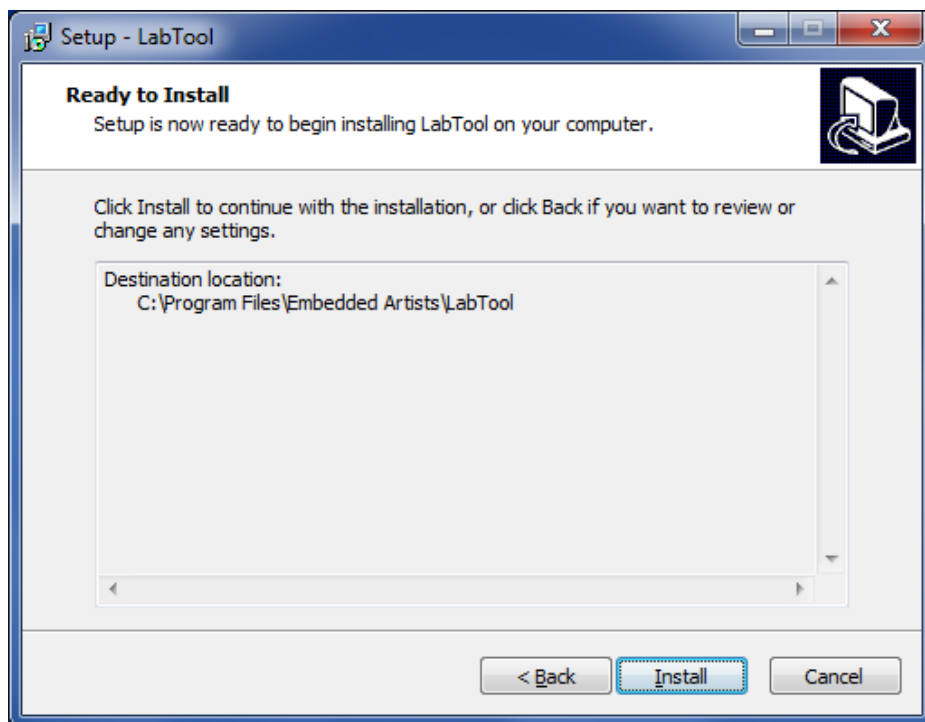 Setup - LabTool
Ready to Install
Setup is now ready to begin installing LabTool on your computer.
Click Install to continue with the installation, or click Back if you want to review or
change any settings.
Destination location:
C:\Program Files\Embedded Artists\LabTool
< Back Install Cancel